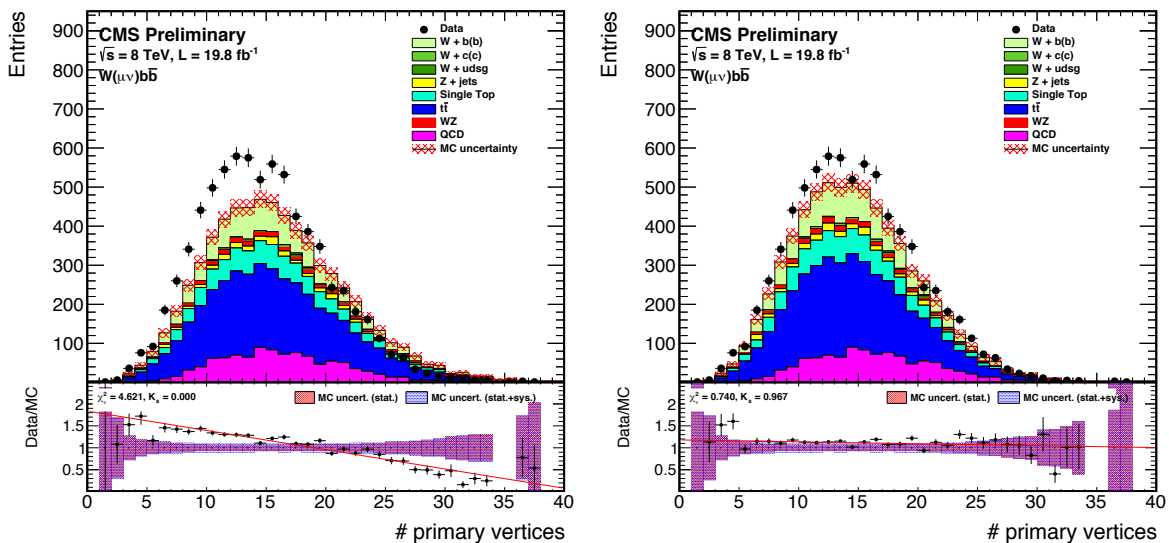 Entries
900
800
700
600
500
400
300
200
100
CMS Preliminary
√s = 8 TeV, L = 19.8 fb⁻¹
W(μν)bb̅
Data
W + b(b)
W + c(c)
W + udsg
Z + jets
Single Top
tt̅
WZ
QCD
MC uncertainty
Data/MC
2
1.5
1
0.5
χ²ᵥ = 4.621, Kₛ = 0.000
MC uncert. (stat.)
MC uncert. (stat.+sys.)
0 5 10 15 20 25 30 35 40
# primary vertices
Entries
900
800
700
600
500
400
300
200
100
CMS Preliminary
√s = 8 TeV, L = 19.8 fb⁻¹
W(μν)bb̅
Data
W + b(b)
W + c(c)
W + udsg
Z + jets
Single Top
tt̅
WZ
QCD
MC uncertainty
Data/MC
2
1.5
1
0.5
χ²ᵥ = 0.740, Kₛ = 0.967
MC uncert. (stat.)
MC uncert. (stat.+sys.)
0 5 10 15 20 25 30 35 40
# primary vertices